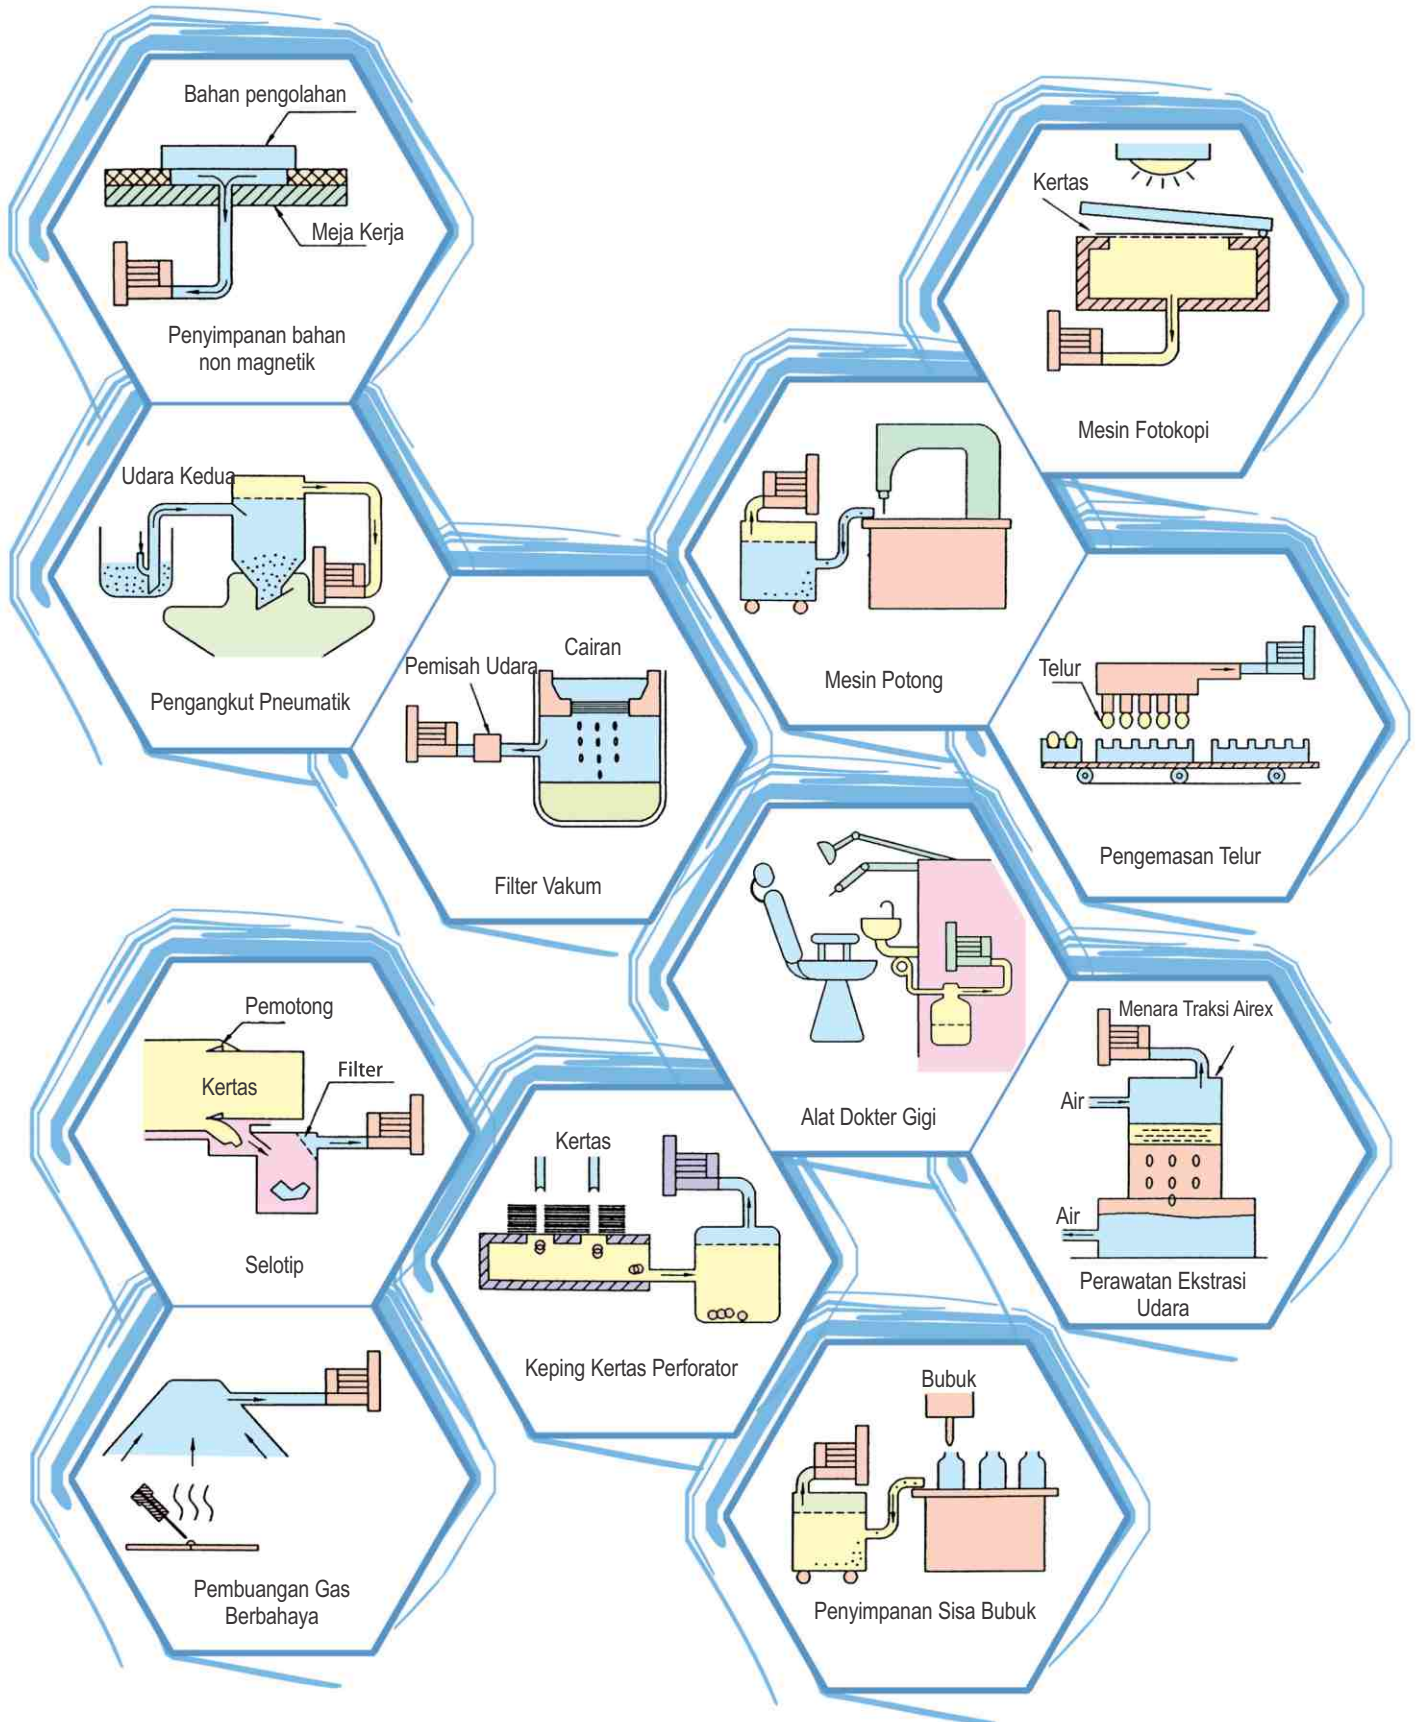 Bahan pengolahan
Meja Kerja
Penyimpanan bahan
non magnetik
Kertas
Mesin Fotokopi
Udara Kedua
Pengangkut Pneumatik
Mesin Potong
Cairan
Pemisah Udara
Filter Vakum
Telur
Pengemasan Telur
Alat Dokter Gigi
Pemotong
Kertas
Filter
Selotip
Menara Traksi Airex
Air
Air
Perawatan Ekstrasi
Udara
Kertas
Keping Kertas Perforator
Pembuangan Gas
Berbahaya
Bubuk
Penyimpanan Sisa Bubuk